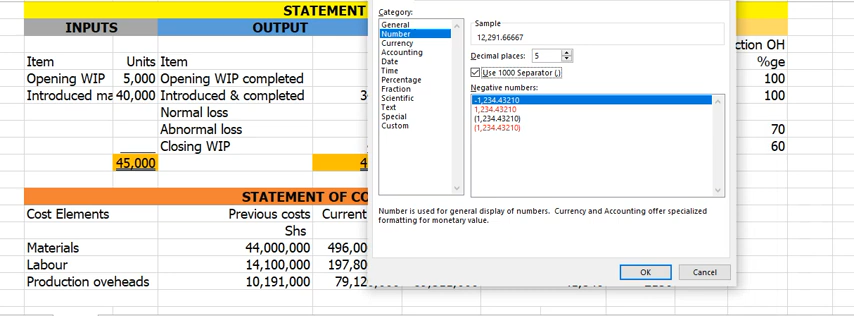 STATEMENT
INPUTS OUTPUT
ction OH
Item Units Item %ge
Opening WIP 5,000 Opening WIP completed 100
Introduced ma 40,000 Introduced & completed 3 100
Normal loss
Abnormal loss 70
Closing WIP 60
45,000 4
STATEMENT OF CO
Cost Elements Previous costs Current
Shs
Materials 44,000,000 496,00
Labour 14,100,000 197,80
Production oveheads 10,191,000 79,12
Category:
General
Number
Currency
Accounting
Date
Time
Percentage
Fraction
Scientific
Text
Special
Custom
Sample
12,291.66667
Decimal places: 5
Use 1000 Separator (,)
Negative numbers:
-1,234.43210
1,234.43210
(1,234.43210)
(1,234.43210)
Number is used for general display of numbers. Currency and Accounting offer specialized
formatting for monetary value.
OK Cancel